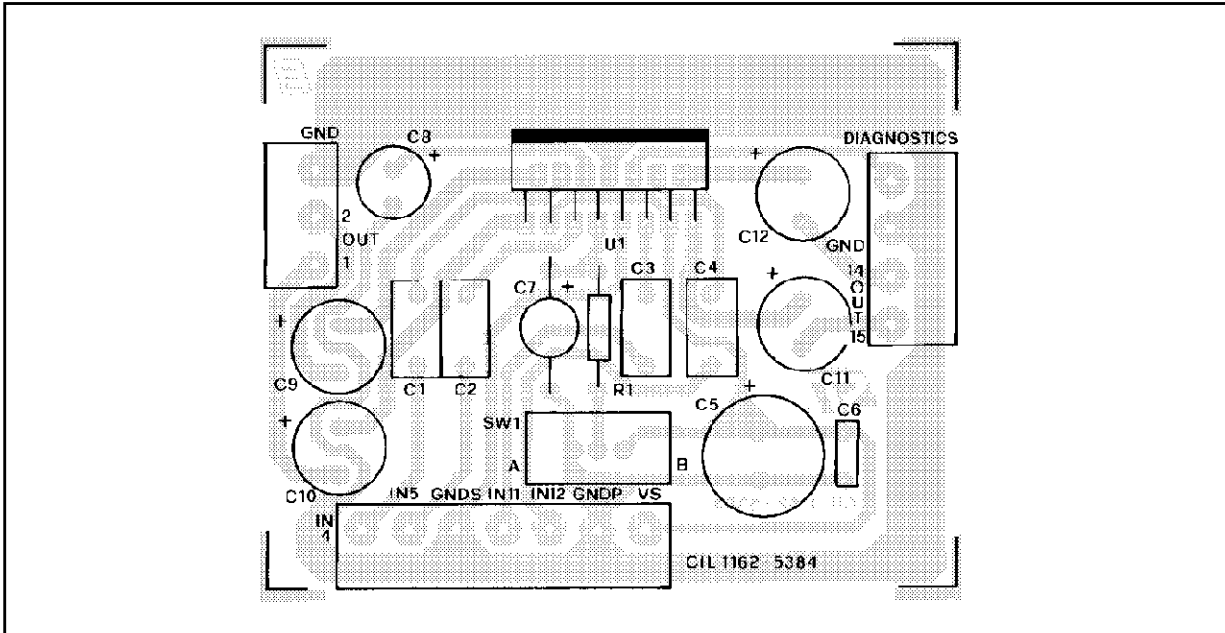 GND
C8
DIAGNOSTICS
+
+
2
OUT
1
U1
C12
GND
C7
+
C3
C4
+
14
OUT
15
+
C9
C1
C2
R1
+
C11
+
SW1
C5
C6
A
B
C10
IN5 GNDS IN11 IN12 GNDP VS
IN
4
CIL 1162 5384